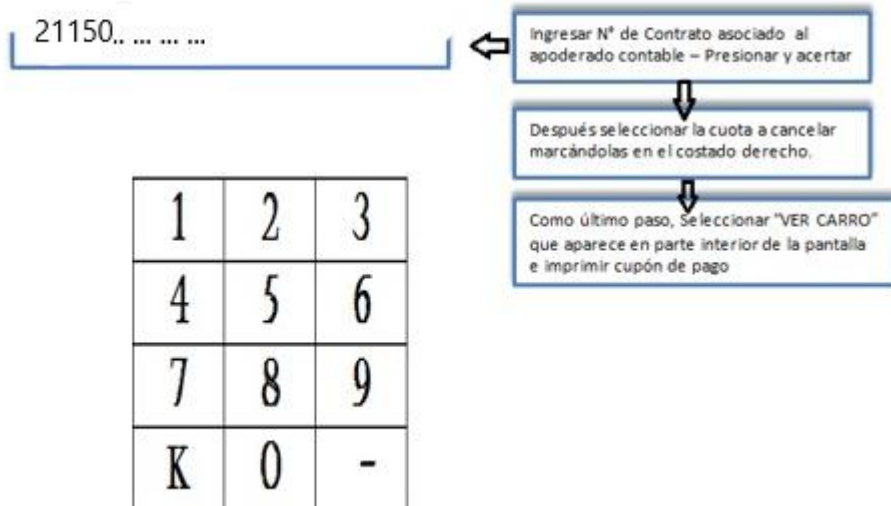 21150.. ... ... ...
Ingresar N° de Contrato asociado al
apoderado contable – Presionar y acertar
Después seleccionar la cuota a cancelar
marcándolas en el costado derecho.
Como último paso, Seleccionar "VER CARRO"
que aparece en parte interior de la pantalla
e imprimir cupón de pago
1 2 3
4 5 6
7 8 9
K 0 -